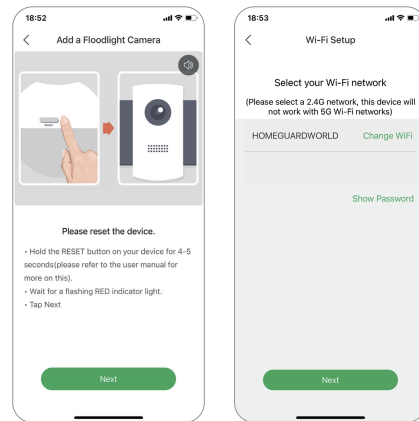 18:52
Add a Floodlight Camera
RESET
Please reset the device.
• Hold the RESET button on your device for 4-5
seconds(please refer to the user manual for
more on this).
• Wait for a flashing RED indicator light.
• Tap Next
Next
18:53
Wi-Fi Setup
Select your Wi-Fi network
(Please select a 2.4G network, this device will
not work with 5G Wi-Fi networks)
HOMEGUARDWORLD Change WiFi
Show Password
Next